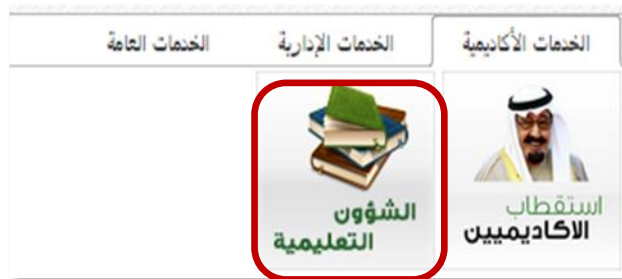 الخدمات الأكاديمية
الخدمات الإدارية
الخدمات العامة
استقطاب
الاكاديميين
الشؤون
التعليمية